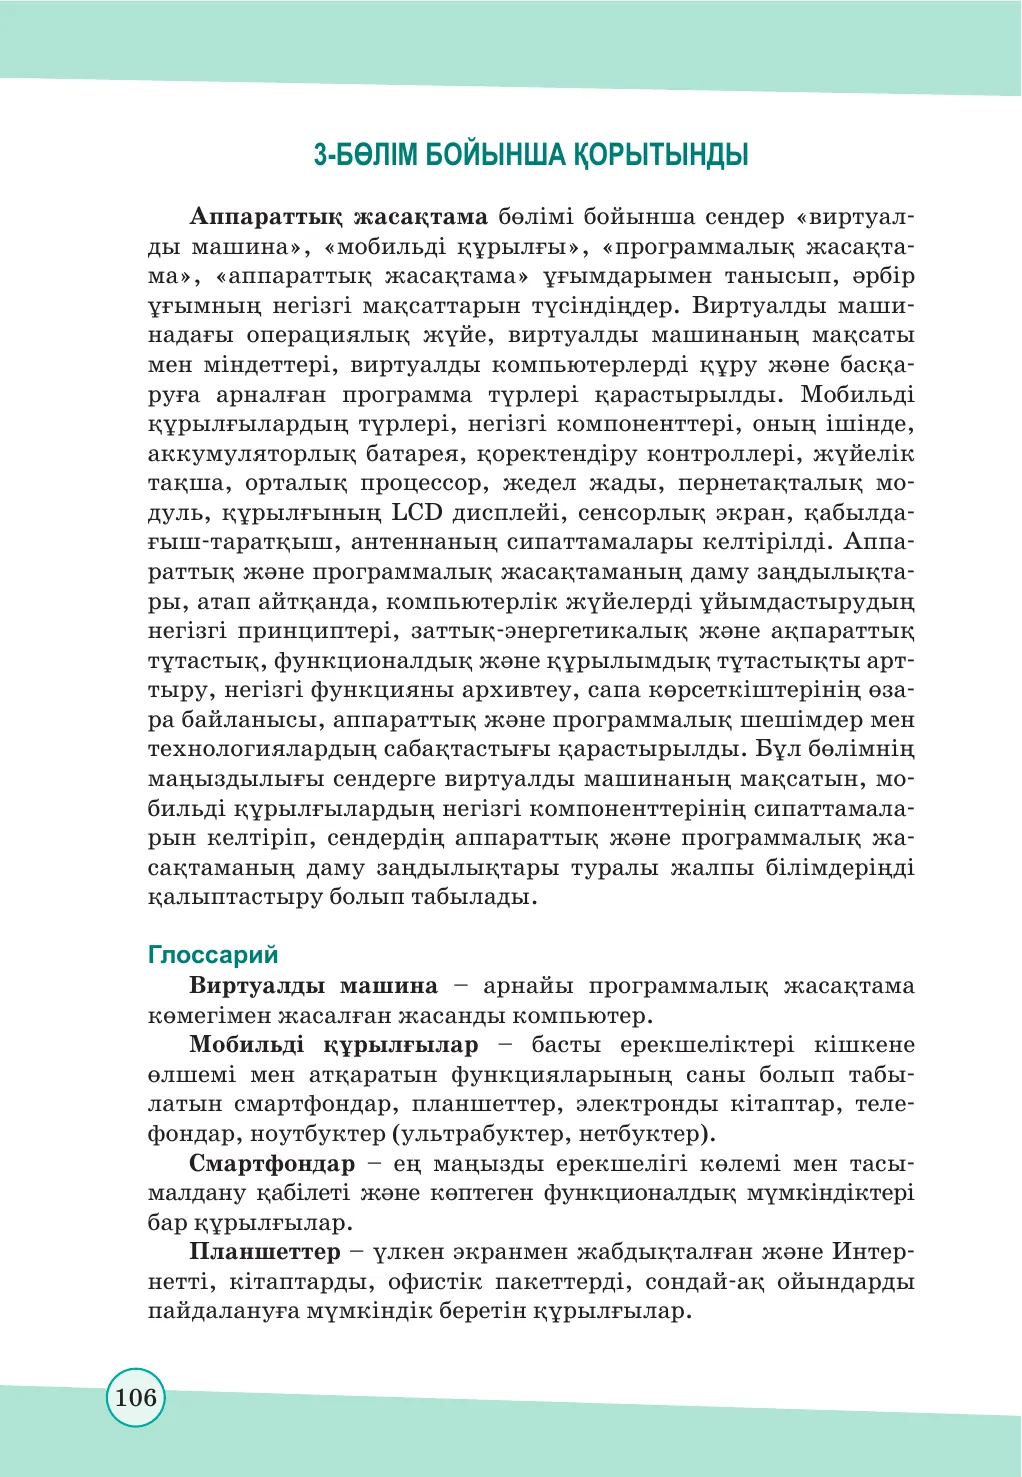 3-БӨЛІМ БОЙЫНША ҚОРЫТЫНДЫ
Аппараттық жасақтама бөлімі бойынша сендер «виртуал-
ды машина», «мобильді құрылғы», «программалық жасақта-
ма», «аппараттық жасақтама» ұғымдарымен танысып, әрбір
ұғымның негізгі мақсаттарын түсіндіңдер. Виртуалды маши-
надағы операциялық жүйе, виртуалды машинаның мақсаты
мен міндеттері, виртуалды компьютерлерді құру және басқа-
руға арналған программа түрлері қарастырылды. Мобильді
құрылғылардың түрлері, негізгі компоненттері, оның ішінде,
аккумуляторлық батарея, қоректендіру контроллері, жүйелік
тақша, орталық процессор, жедел жады, пернетақталық мо-
дуль, құрылғының LCD дисплейі, сенсорлық экран, қабылда-
ғыш-таратқыш, антеннаның сипаттамалары келтірілді. Аппа-
раттық және программалық жасақтаманың даму заңдылықта-
ры, атап айтқанда, компьютерлік жүйелерді ұйымдастырудың
негізгі принциптері, заттық-энергетикалық және ақпараттық
тұтастық, функционалдық және құрылымдық тұтастықты арт-
тыру, негізгі функцияны архивтеу, сапа көрсеткіштерінің өза-
ра байланысы, аппараттық және программалық шешімдер мен
технологиялардың сабақтастығы қарастырылды. Бұл бөлімнің
маңыздылығы сендерге виртуалды машинаның мақсатын, мо-
бильді құрылғылардың негізгі компоненттерінің сипаттамала-
рын келтіріп, сендердің аппараттық және программалық жа-
сақтаманың даму заңдылықтары туралы жалпы білімдеріңді
қалыптастыру болып табылады.
Глоссарий
Виртуалды машина – арнайы программалық жасақтама
көмегімен жасалған жасанды компьютер.
Мобильді құрылғылар – басты ерекшеліктері кішкене
өлшемі мен атқаратын функцияларының саны болып табы-
латын смартфондар, планшеттер, электронды кітаптар, теле-
фондар, ноутбуктер (ультрабуктер, нетбуктер).
Смартфондар – ең маңызды ерекшелігі көлемі мен тасы-
малдану қабілеті және көптеген функционалдық мүмкіндіктері
бар құрылғылар.
Планшеттер – үлкен экранмен жабдықталған және Интер-
нетті, кітаптарды, офистік пакеттерді, сондай-ақ ойындарды
пайдалануға мүмкіндік беретін құрылғылар.
106